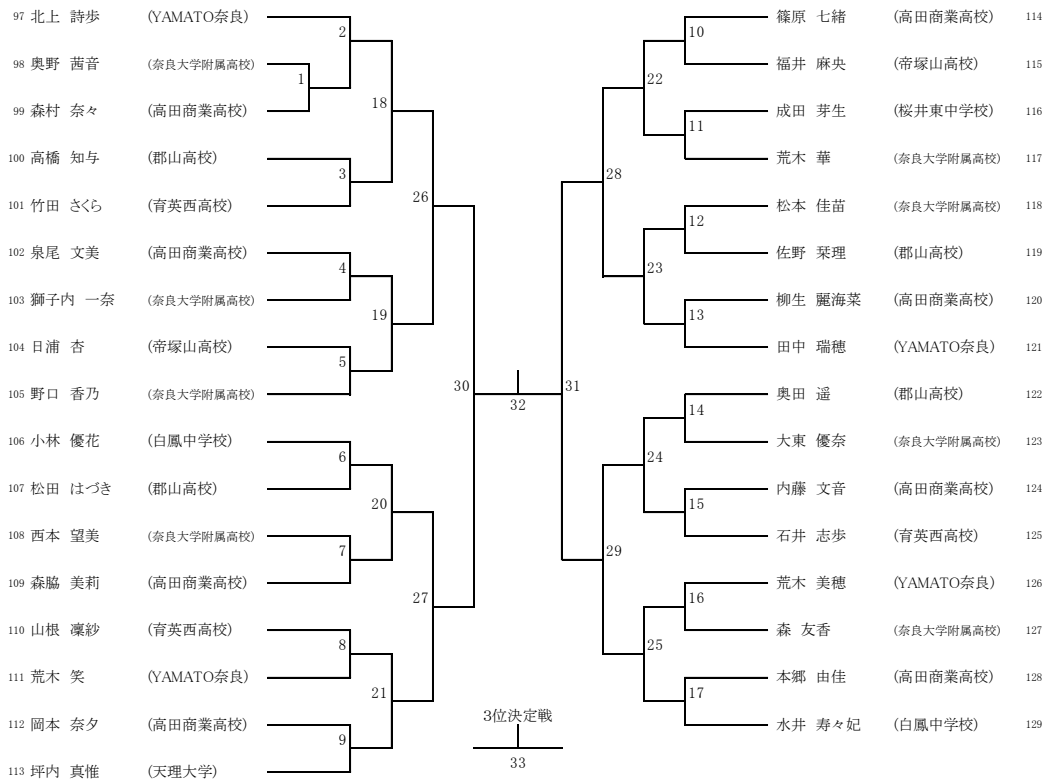 97 北上 詩歩 (YAMATO奈良)
98 奥野 茜音 (奈良大学附属高校)
99 森村 奈々 (高田商業高校)
100 高橋 知与 (郡山高校)
101 竹田 さくら (育英西高校)
102 泉尾 文美 (高田商業高校)
103 獅子内 一奈 (奈良大学附属高校)
104 日浦 杏 (帝塚山高校)
105 野口 香乃 (奈良大学附属高校)
106 小林 優花 (白鳳中学校)
107 松田 はづき (郡山高校)
108 西本 望美 (奈良大学附属高校)
109 森脇 美莉 (高田商業高校)
110 山根 凜紗 (育英西高校)
111 荒木 笑 (YAMATO奈良)
112 岡本 奈夕 (高田商業高校)
113 坪内 真惟 (天理大学)
2
1
18
3
26
4
19
5
30
6
20
7
27
8
21
9
32
3位決定戦
33
10
22
11
28
12
23
13
31
14
24
15
29
16
25
17
篠原 七緒 (高田商業高校) 114
福井 麻央 (帝塚山高校) 115
成田 芽生 (桜井東中学校) 116
荒木 華 (奈良大学附属高校) 117
松本 佳苗 (奈良大学附属高校) 118
佐野 栞理 (郡山高校) 119
柳生 麗海菜 (高田商業高校) 120
田中 瑞穂 (YAMATO奈良) 121
奥田 遥 (郡山高校) 122
大東 優奈 (奈良大学附属高校) 123
内藤 文音 (高田商業高校) 124
石井 志歩 (育英西高校) 125
荒木 美穂 (YAMATO奈良) 126
森 友香 (奈良大学附属高校) 127
本郷 由佳 (高田商業高校) 128
水井 寿々妃 (白鳳中学校) 129